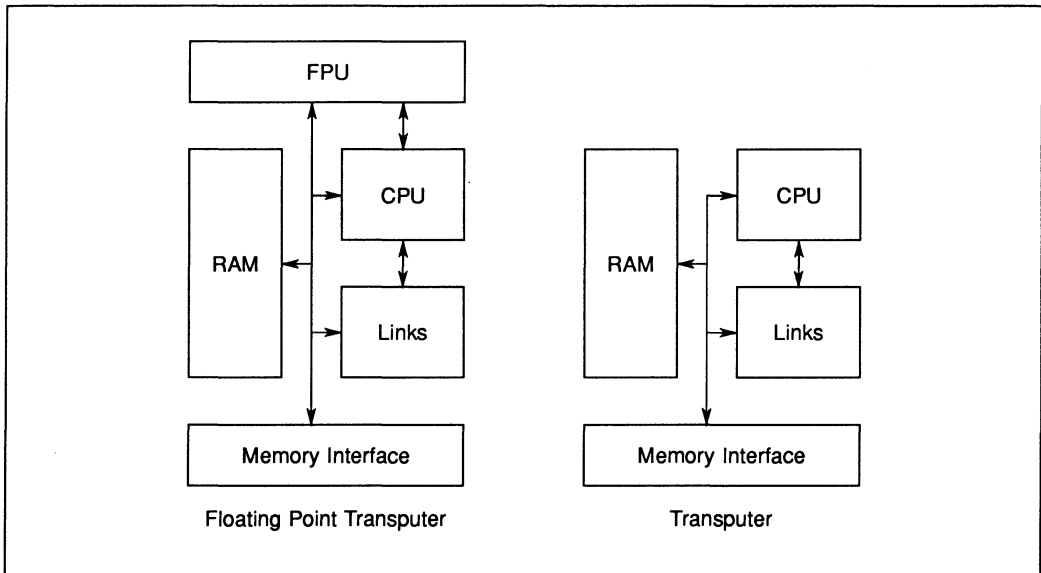 FPU
CPU
RAM
Links
Memory Interface
Floating Point Transputer
CPU
RAM
Links
Memory Interface
Transputer